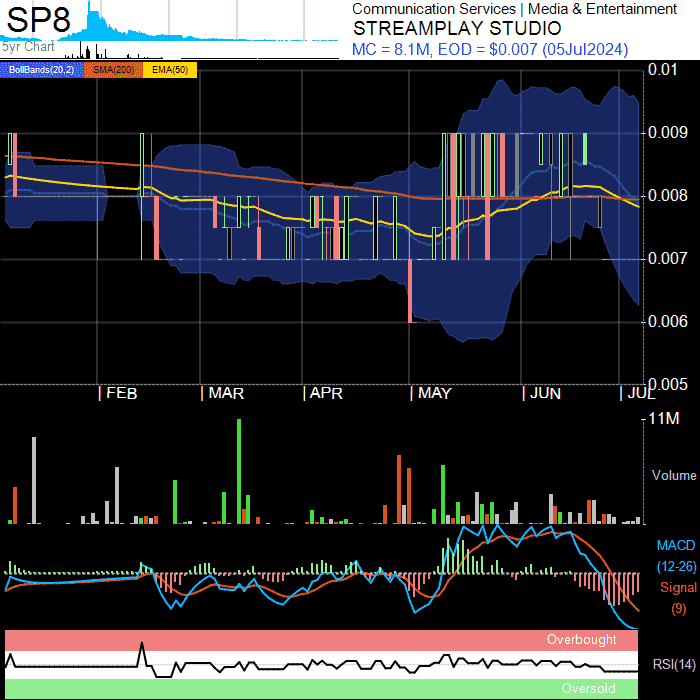 SP8
5yr Chart
Communication Services | Media & Entertainment
STREAMPLAY STUDIO
MC = 8.1M, EOD = $0.007 (05Jul2024)
BollBands(20,2) SMA(200) EMA(50)
0.01
0.009
0.008
0.007
0.006
0.005
| FEB | MAR | APR | MAY | JUN | JUL
11M
Volume
MACD
(12-26)
Signal
(9)
Overbought
RSI(14)
Oversold